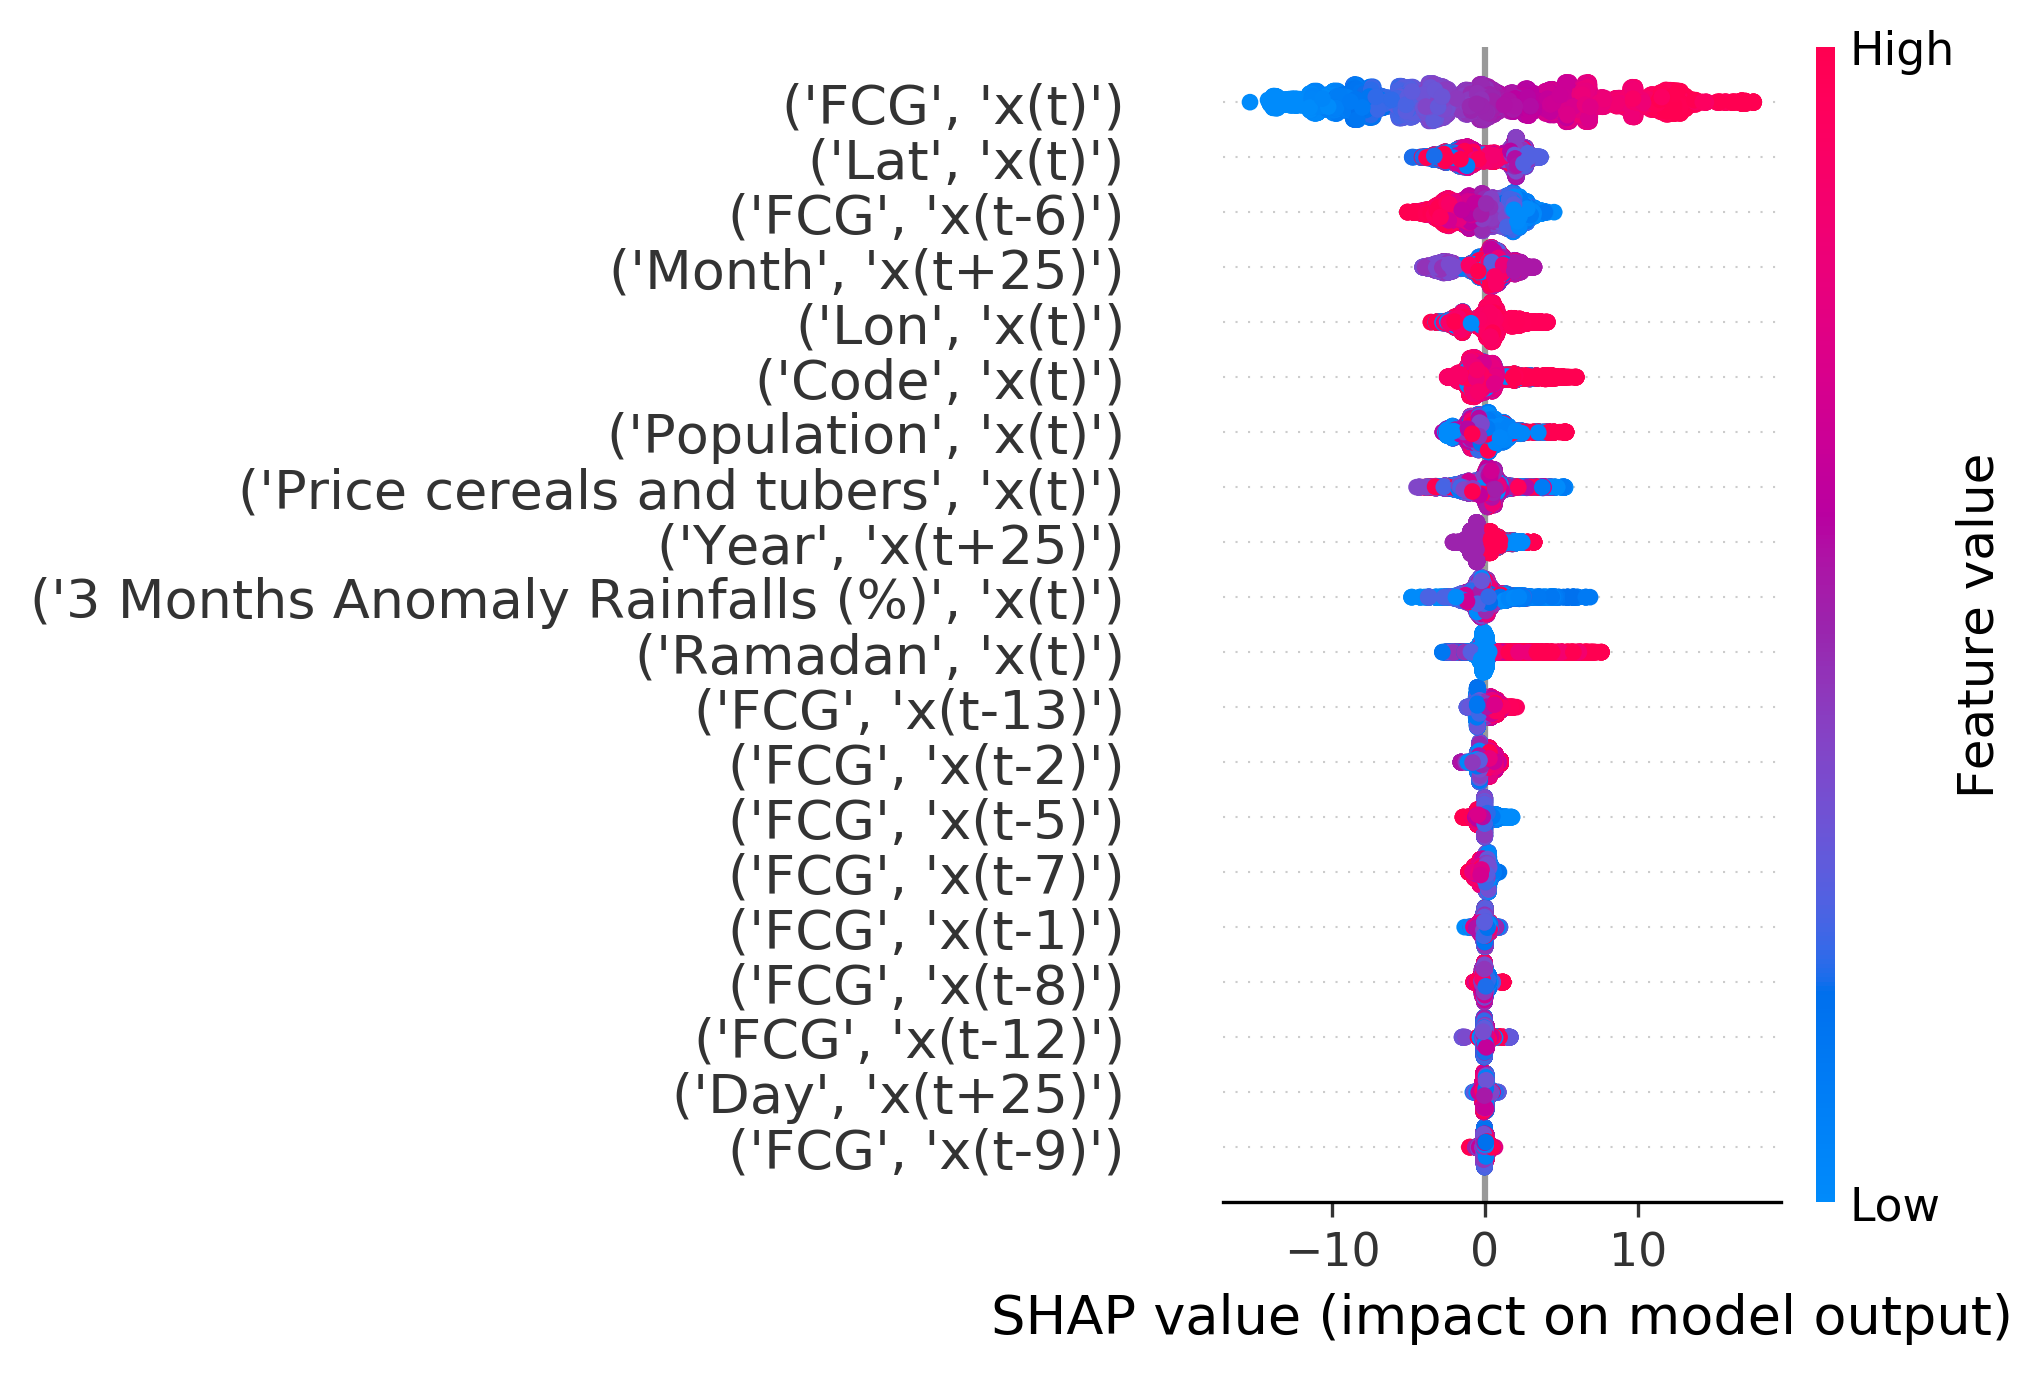 High
('FCG', 'x(t)')
('Lat', 'x(t)')
('FCG', 'x(t-6)')
('Month', 'x(t+25)')
('Lon', 'x(t)')
('Code', 'x(t)')
('Population', 'x(t)')
('Price cereals and tubers', 'x(t)')
('Year', 'x(t+25)')
('3 Months Anomaly Rainfalls (%)', 'x(t)')
('Ramadan', 'x(t)')
('FCG', 'x(t-13)')
('FCG', 'x(t-2)')
('FCG', 'x(t-5)')
('FCG', 'x(t-7)')
('FCG', 'x(t-1)')
('FCG', 'x(t-8)')
('FCG', 'x(t-12)')
('Day', 'x(t+25)')
('FCG', 'x(t-9)')
Feature value
Low
−10 0 10
SHAP value (impact on model output)